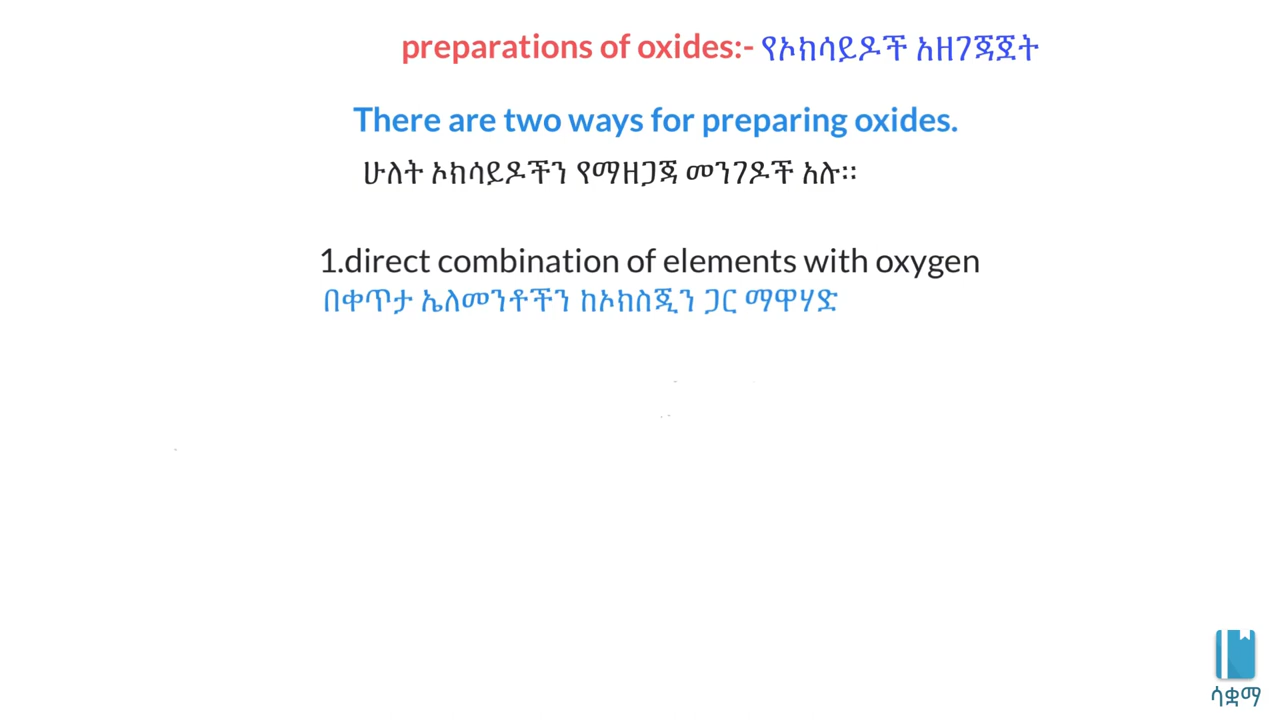 preparations of oxides:- የኦክሳይዶች አዘገጃጀት
There are two ways for preparing oxides.
ሁለት ኦክሳይዶችን የማዘጋጃ መንገዶች አሉ፡፡
1.direct combination of elements with oxygen
በቀጥታ ኤለመንቶችን ከኦክስጂን ጋር ማዋሃድ
ሳቋማ